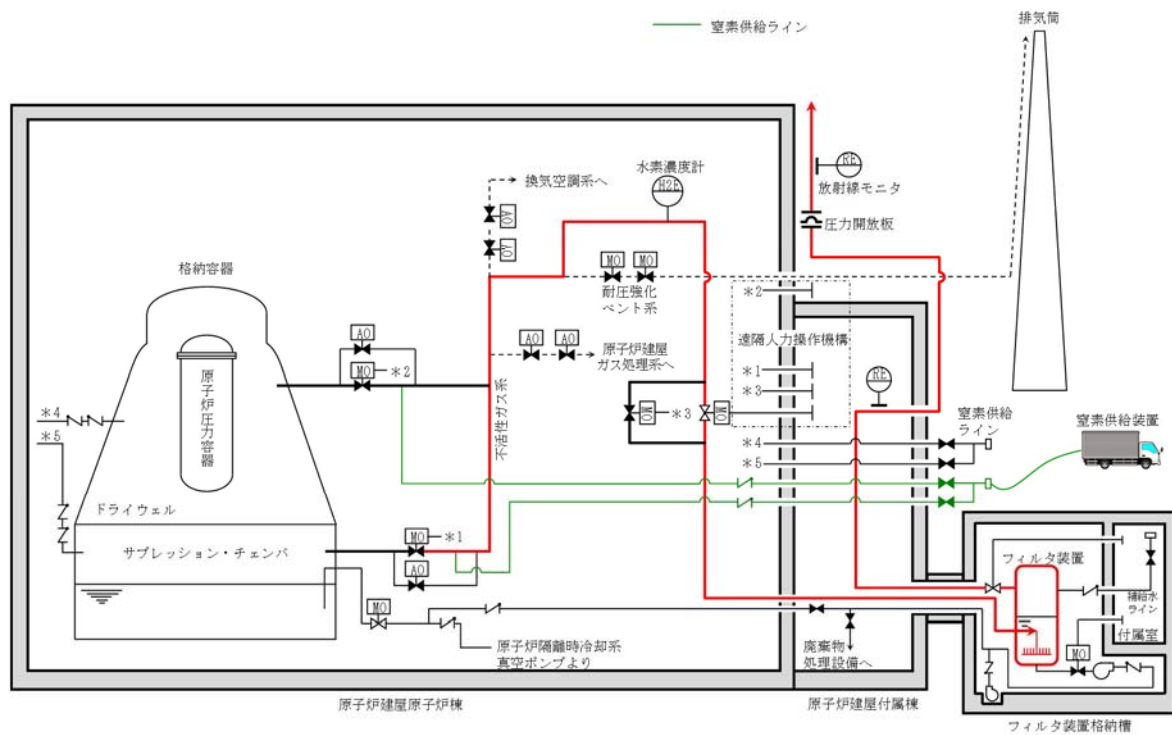 窒素供給ライン
排気筒
水素濃度計
H2E
RE
放射線モニタ
換気空調系へ
AO
AO
圧力開放板
格納容器
MO
MO
耐圧強化
ベント系
＊2
遠隔人力操作機構
AO
AO
AO
原子炉建屋
ガス処理系へ
MO
＊2
原子炉圧力容器
不活性ガス系
＊1
＊3
RE
MO
＊3
MO
＊4
＊5
＊4
＊5
窒素供給
ライン
窒素供給装置
ドライウェル
サプレッション・チェンバ
MO
＊1
AO
フィルタ装置
補給水
ライン
付属室
MO
MO
原子炉隔離時冷却系
真空ポンプより
廃棄物
処理設備へ
原子炉建屋原子炉棟
原子炉建屋付属棟
フィルタ装置格納槽